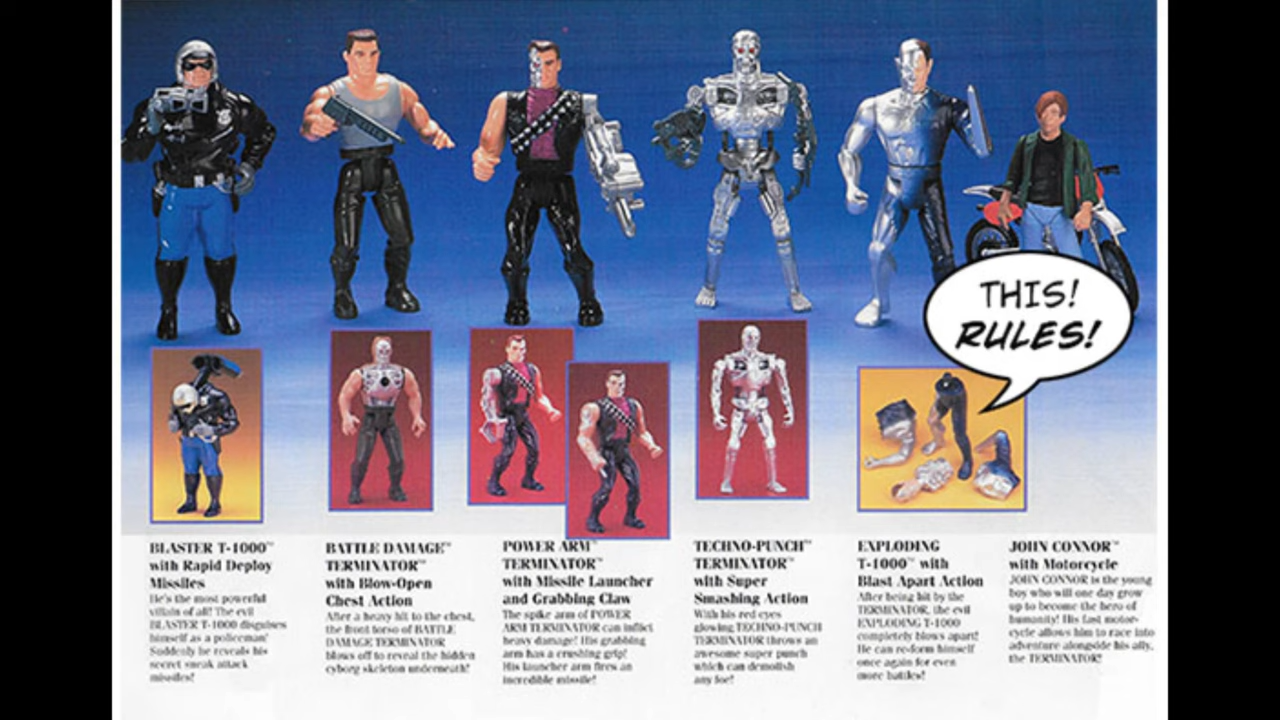 THIS!
RULES!
BLASTER T-1000™
with Rapid Deploy
Missiles
He's the most powerful
villain of all! The evil
BLASTER T-1000 disguises
himself as a policeman!
Suddenly he reveals his
secret sneak attack
missiles!
BATTLE DAMAGE™
TERMINATOR™
with Blow-Open
Chest Action
After a heavy hit to the chest,
the front torso of BATTLE
DAMAGE TERMINATOR
blows off to reveal the hidden
cyborg skeleton underneath!
POWER ARM™
TERMINATOR™
with Missile Launcher
and Grabbing Claw
The spike arm of POWER
ARM TERMINATOR can inflict
heavy damage! His grabbing
arm has a crushing grip!
His launcher arm fires an
incredible missile!
TECHNO-PUNCH™
TERMINATOR™
with Super
Smashing Action
With his red eyes
glowing TECHNO-PUNCH
TERMINATOR throws an
awesome super punch
which can demolish
any foe!
EXPLODING
T-1000™ with
Blast Apart Action
After being hit by the
TERMINATOR, the evil
EXPLODING T-1000
completely blows apart!
He can re-form himself
once again for even
more battles!
JOHN CONNOR™
with Motorcycle
JOHN CONNOR is the young
boy who will one day grow
up to become the hero of
humanity! His fast motor-
cycle allows him to race into
adventure alongside his ally,
the TERMINATOR!